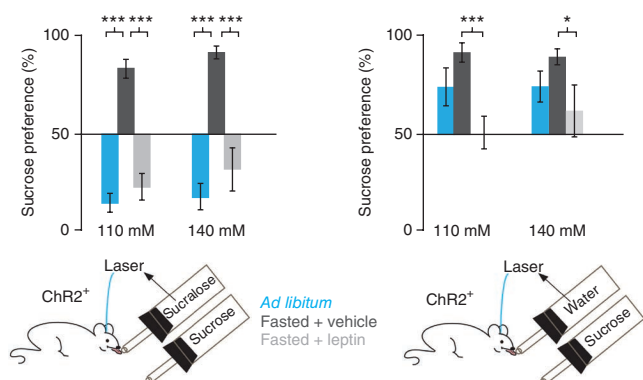 *** *** *** ***
Sucrose preference (%)
100
50
0
110 mM 140 mM
*** *
Sucrose preference (%)
100
50
0
110 mM 140 mM
Laser
ChR2+
Sucralose
Sucrose
Ad libitum
Fasted + vehicle
Fasted + leptin
Laser
ChR2+
Water
Sucrose